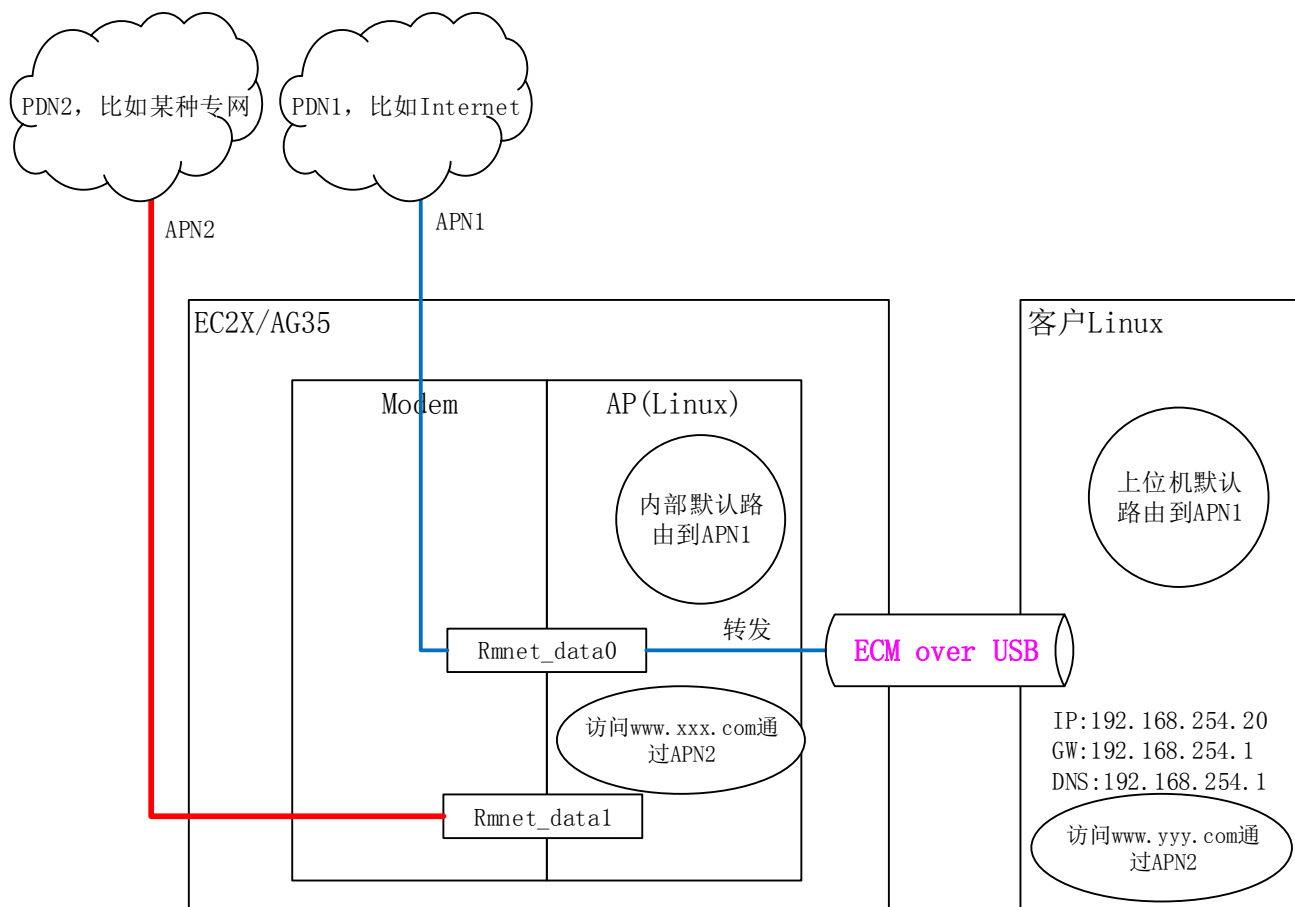 PDN2，比如某种专网
PDN1，比如Internet
APN2
APN1
EC2X/AG35
客户Linux
Modem
AP(Linux)
内部默认路
由到APN1
上位机默认
路由到APN1
Rmnet_data0
转发
ECM over USB
访问www.xxx.com通
过APN2
IP:192.168.254.20
GW:192.168.254.1
DNS:192.168.254.1
Rmnet_data1
访问www.yyy.com通
过APN2